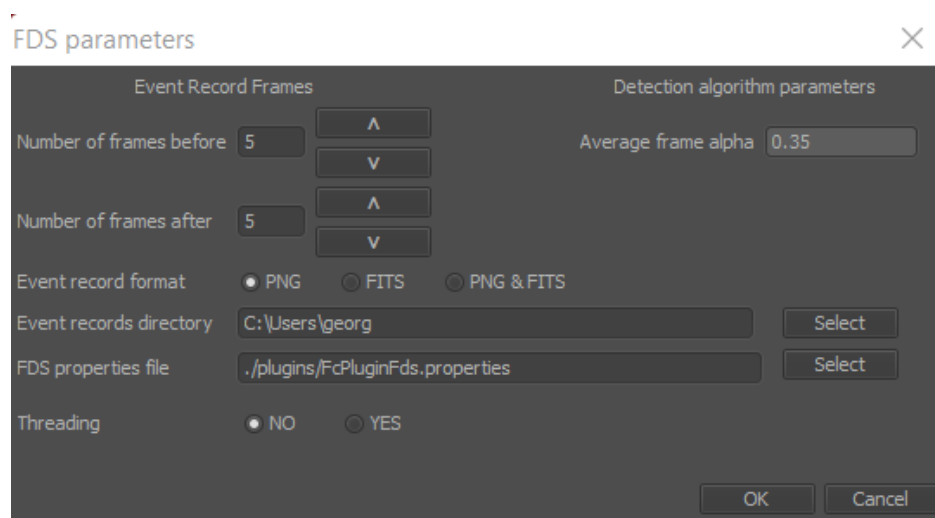 FDS parameters
Event Record Frames Detection algorithm parameters
Number of frames before 5 Average frame alpha 0.35
Number of frames after 5
Event record format PNG FITS PNG & FITS
Event records directory C:\Users\georg Select
FDS properties file ./plugins/FcPluginFds.properties Select
Threading NO YES
OK Cancel